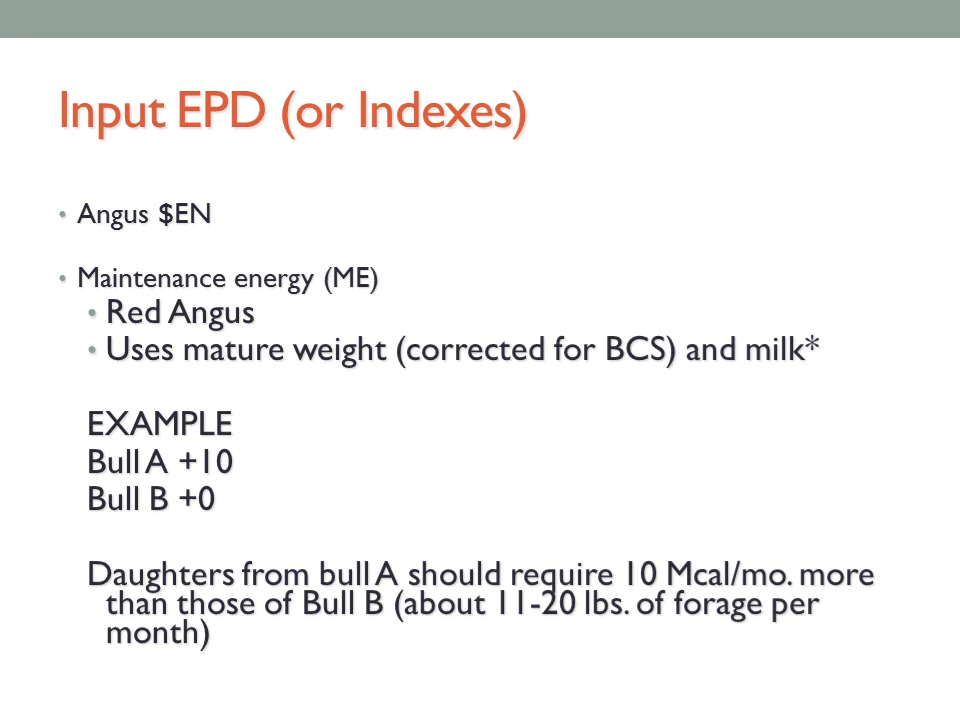 Input EPD (or Indexes)
• Angus $EN
• Maintenance energy (ME)
• Red Angus
• Uses mature weight (corrected for BCS) and milk*
EXAMPLE
Bull A +10
Bull B +0
Daughters from bull A should require 10 Mcal/mo. more
than those of Bull B (about 11-20 lbs. of forage per
month)